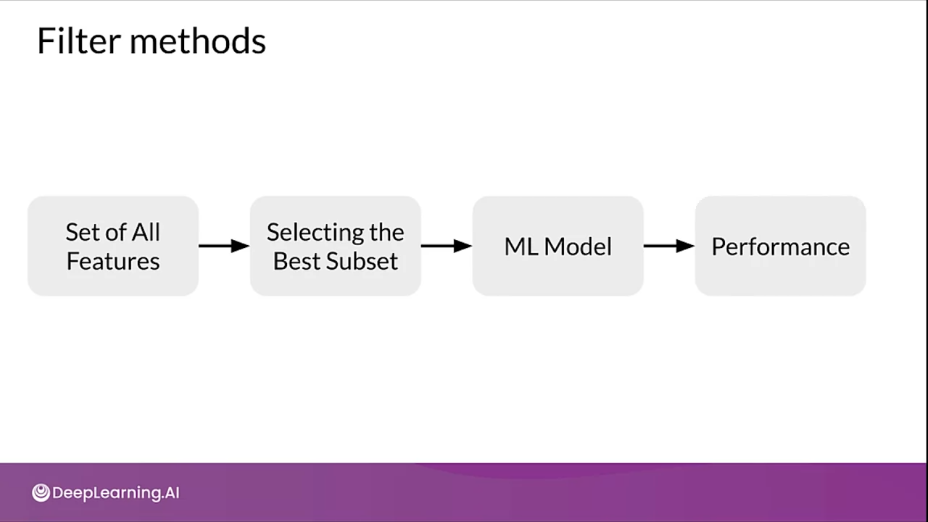 Filter methods
Set of All
Features
Selecting the
Best Subset
ML Model
Performance
DeepLearning.AI